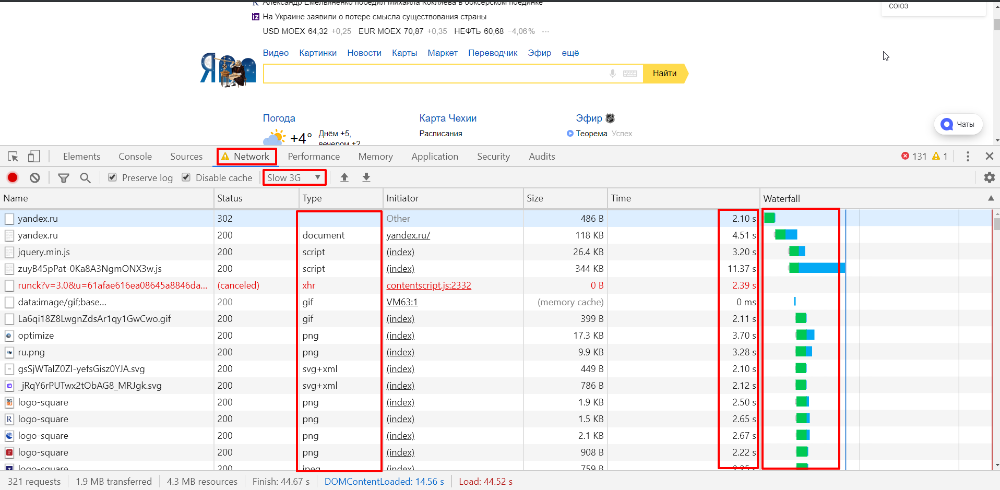 Александр Емельяненко победил Михаила Кокляева в боксерском поединке
союз
На Украине заявили о потере смысла существования страны
USD MOEX 64,32 +0,25 EUR MOEX 70,87 +0,35 НЕФТЬ 60,68 −4,06% ···
Видео Картинки Новости Карты Маркет Переводчик Эфир ещё
Найти
Погода Карта Чехии Эфир
+4° Днём +5, Расписания Теорема Успех
вечером +2
Чаты
Elements Console Sources Network Performance Memory Application Security Audits 131 1
Preserve log Disable cache Slow 3G
Name Status Type Initiator Size Time Waterfall
yandex.ru 302 Other 486 B 2.10 s
yandex.ru 200 document yandex.ru/ 118 KB 4.51 s
jquery.min.js 200 script (index) 26.4 KB 3.20 s
zuyB45pPat-0Ka8A3NgmONX3w.js 200 script (index) 344 KB 11.37 s
runck?v=3.0&u=61afae616ea08645a8846da... (canceled) xhr contentscript.js:2332 0 B 2.39 s
data:image/gif;base... 200 gif VM63:1 (memory cache) 0 ms
La6qi18Z8LwgnZdsAr1qy1GwCwo.gif 200 gif (index) 399 B 2.11 s
optimize 200 png (index) 17.3 KB 3.70 s
ru.png 200 png (index) 9.9 KB 3.28 s
gsSjWTalZ0Zl-yefsGisz0YJA.svg 200 svg+xml (index) 449 B 2.10 s
_jRqY6rPUTwx2tObAG8_MRJgk.svg 200 svg+xml (index) 786 B 2.12 s
logo-square 200 png (index) 1.9 KB 2.50 s
logo-square 200 png (index) 1.5 KB 2.65 s
logo-square 200 png (index) 2.1 KB 2.67 s
logo-square 200 png (index) 908 B 2.22 s
logo-square 200 jpeg (index) 759 B 2.25 s
321 requests 1.9 MB transferred 4.3 MB resources Finish: 44.67 s DOMContentLoaded: 14.56 s Load: 44.52 s